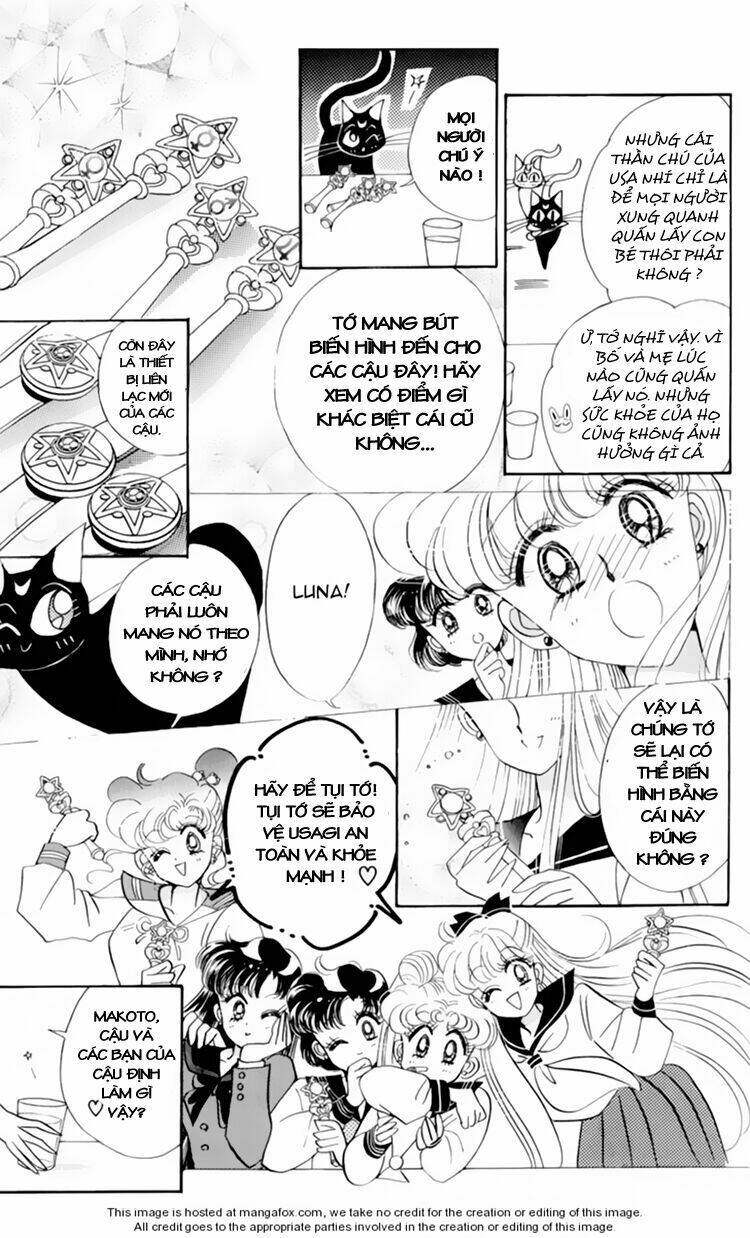 NHƯNG CÁI
THẦN CHÚ CỦA
USA NHÍ CHỈ LÀ
ĐỂ MỌI NGƯỜI
XUNG QUANH
QUẤN LẤY CON
BÉ THÔI PHẢI
KHÔNG ?
Ừ, TỚ NGHĨ VẬY. VÌ
BỐ VÀ MẸ LÚC
NÀO CŨNG QUẤN
LẤY NÓ. NHƯNG
SỨC KHỎE CỦA HỌ
CŨNG KHÔNG ẢNH
HƯỞNG GÌ CẢ.
MỌI
NGƯỜI
CHÚ Ý
NÀO !
TỚ MANG BÚT
BIẾN HÌNH ĐẾN CHO
CÁC CẬU ĐÂY! HÃY
XEM CÓ ĐIỂM GÌ
KHÁC BIỆT CÁI CŨ
KHÔNG...
CÒN ĐÂY
LÀ THIẾT
BỊ LIÊN
LẠC MỚI
CỦA CÁC
CẬU.
LUNA!
CÁC CẬU
PHẢI LUÔN
MANG NÓ THEO
MÌNH, NHỚ
KHÔNG ?
VẬY LÀ
CHÚNG TỚ
SẼ LẠI CÓ
THỂ BIẾN
HÌNH BẰNG
CÁI NÀY
ĐÚNG
KHÔNG ?
HÃY ĐỂ TỤI TỚ!
TỤI TỚ SẼ BẢO
VỆ USAGI AN
TOÀN VÀ KHỎE
MẠNH ! ♡
MAKOTO,
CẬU VÀ
CÁC BẠN CỦA
CẬU ĐỊNH
LÀM GÌ
♡ VẬY?
This image is hosted at mangafox.com, we take no credit for the creation or editing of this image.
All credit goes to the appropriate parties involved in the creation or editing of this image.